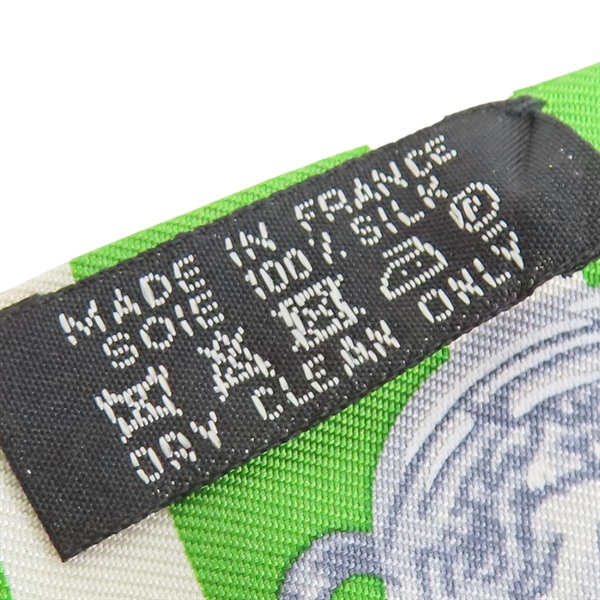 MADE IN FRANCE
SOIE 100% SILK
P
DRY CLEAN ONLY